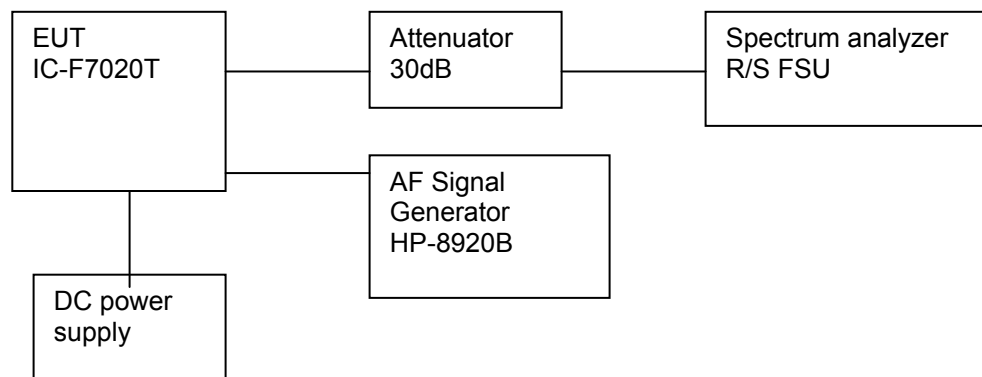 EUT
IC-F7020T
Attenuator
30dB
Spectrum analyzer
R/S FSU
AF Signal
Generator
HP-8920B
DC power
supply